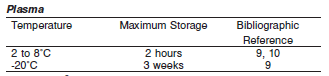 Plasma
Temperature Maximum Storage Bibliographic
Reference
2 to 8°C 2 hours 9, 10
-20°C 3 weeks 9